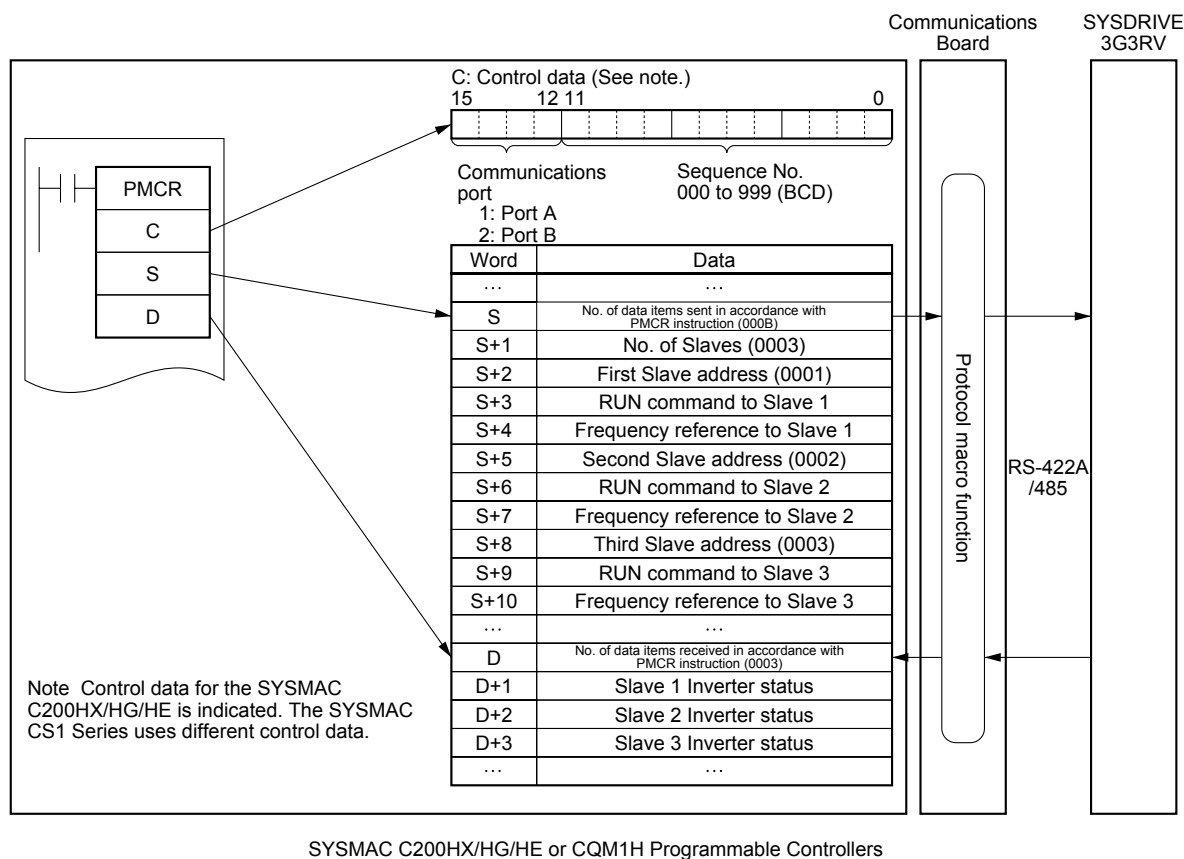 Communications
Board
SYSDRIVE
3G3RV
C: Control data (See note.)
15 12 11 0
PMCR
C
S
D
Communications
port
1: Port A
2: Port B
Sequence No.
000 to 999 (BCD)
Word Data
... ...
S No. of data items sent in accordance with
PMCR instruction (000B)
S+1 No. of Slaves (0003)
S+2 First Slave address (0001)
S+3 RUN command to Slave 1
S+4 Frequency reference to Slave 1
S+5 Second Slave address (0002)
S+6 RUN command to Slave 2
S+7 Frequency reference to Slave 2
S+8 Third Slave address (0003)
S+9 RUN command to Slave 3
S+10 Frequency reference to Slave 3
... ...
D No. of data items received in accordance with
PMCR instruction (0003)
D+1 Slave 1 Inverter status
D+2 Slave 2 Inverter status
D+3 Slave 3 Inverter status
... ...
Protocol macro function
RS-422A
/485
Note Control data for the SYSMAC
C200HX/HG/HE is indicated. The SYSMAC
CS1 Series uses different control data.
SYSMAC C200HX/HG/HE or CQM1H Programmable Controllers